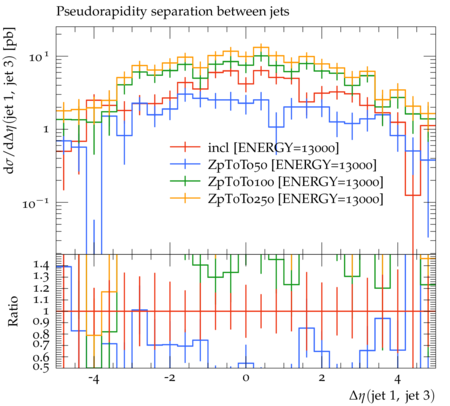 Pseudorapidity separation between jets
dσ/dΔη(jet 1, jet 3) [pb]
10¹
1
10⁻¹
incl [ENERGY=13000]
ZpToTo50 [ENERGY=13000]
ZpToTo100 [ENERGY=13000]
ZpToTo250 [ENERGY=13000]
Ratio
1.4
1.3
1.2
1.1
1
0.9
0.8
0.7
0.6
0.5
-4 -2 0 2 4
Δη(jet 1, jet 3)